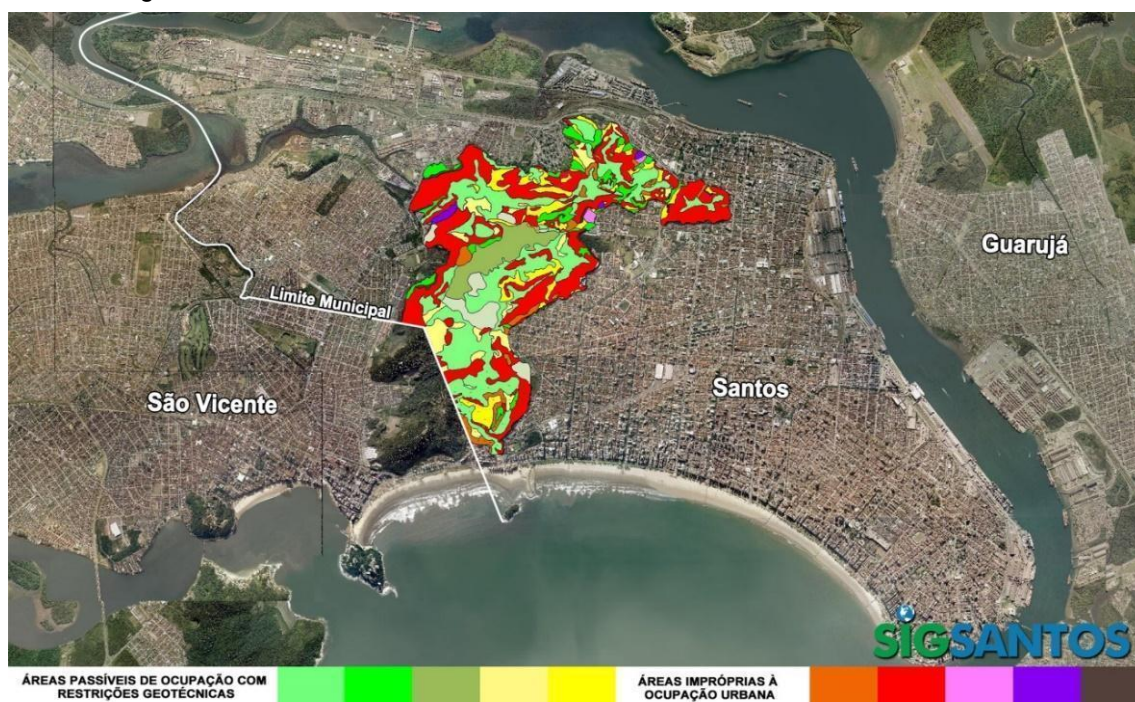 Guarujá
Limite Municipal
São Vicente
Santos
SIGSANTOS
ÁREAS PASSÍVEIS DE OCUPAÇÃO COM
RESTRIÇÕES GEOTÉCNICAS
ÁREAS IMPRÓPRIAS À
OCUPAÇÃO URBANA